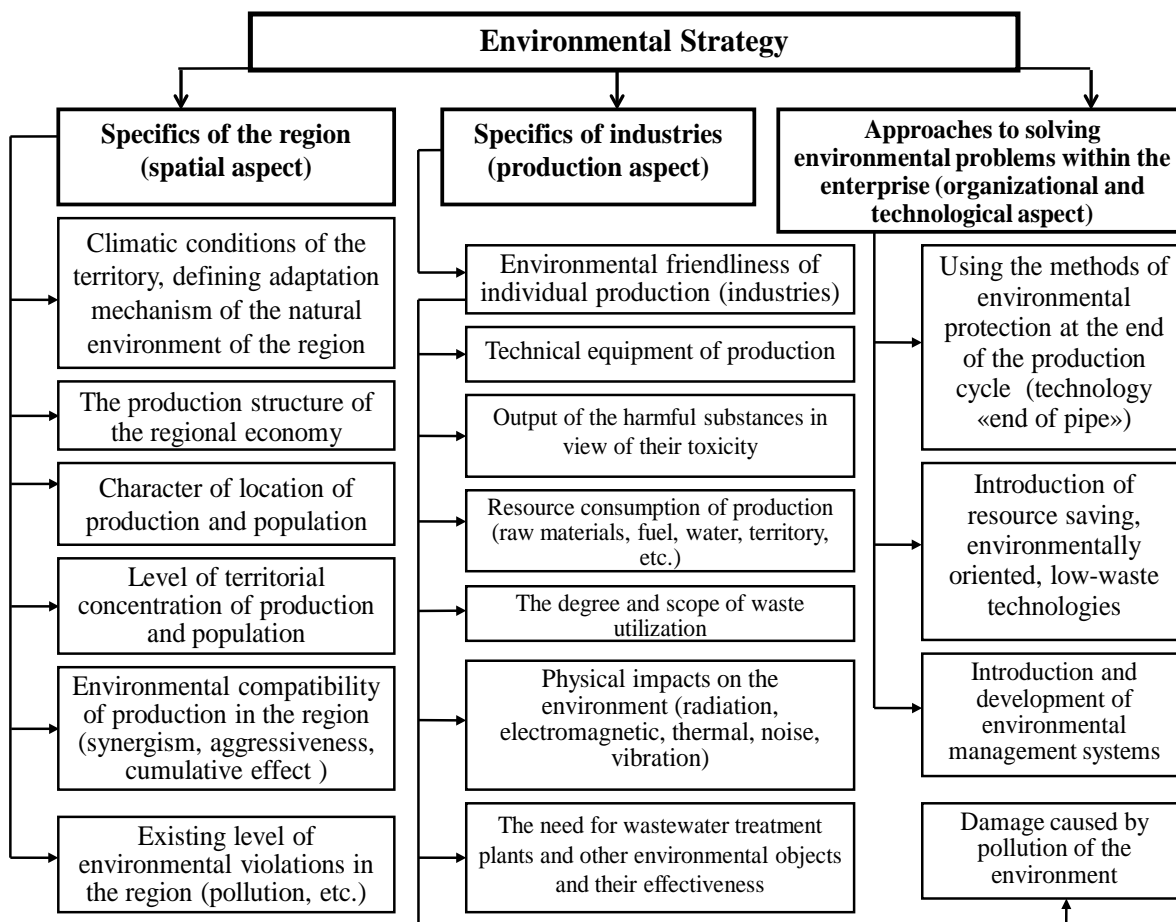 Environmental Strategy
Specifics of the region
(spatial aspect)
Climatic conditions of the
territory, defining adaptation
mechanism of the natural
environment of the region
The production structure of
the regional economy
Character of location of
production and population
Level of territorial
concentration of production
and population
Environmental compatibility
of production in the region
(synergism, aggressiveness,
cumulative effect )
Existing level of
environmental violations in
the region (pollution, etc.)
Specifics of industries
(production aspect)
Environmental friendliness of
individual production (industries)
Technical equipment of production
Output of the harmful substances in
view of their toxicity
Resource consumption of production
(raw materials, fuel, water, territory,
etc.)
The degree and scope of waste
utilization
Physical impacts on the
environment (radiation,
electromagnetic, thermal, noise,
vibration)
The need for wastewater treatment
plants and other environmental objects
and their effectiveness
Approaches to solving
environmental problems within the
enterprise (organizational and
technological aspect)
Using the methods of
environmental
protection at the end
of the production
cycle (technology
«end of pipe»)
Introduction of
resource saving,
environmentally
oriented, low-waste
technologies
Introduction and
development of
environmental
management systems
Damage caused by
pollution of the
environment